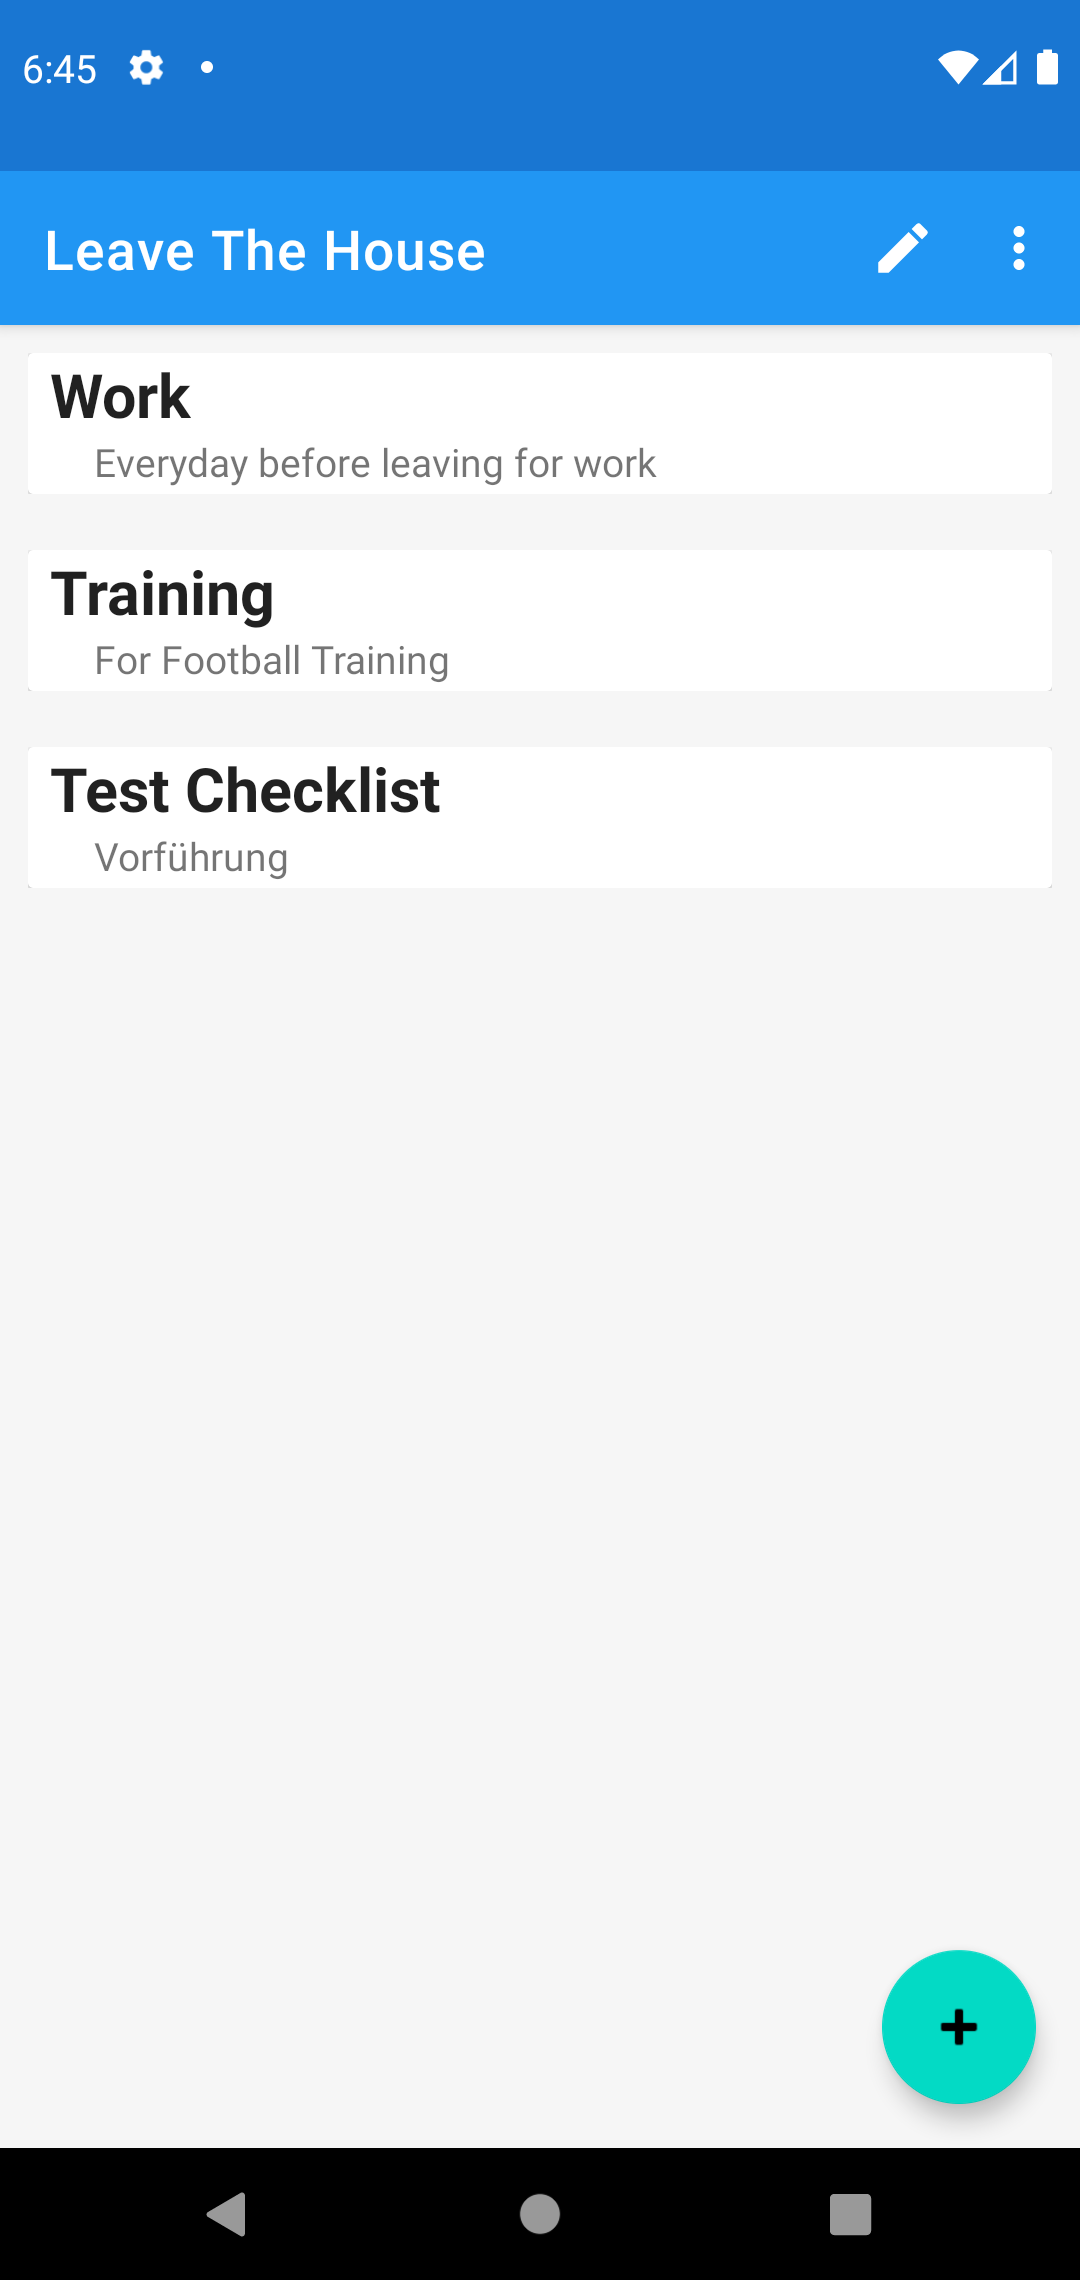 6:45
Leave The House
Work
Everyday before leaving for work
Training
For Football Training
Test Checklist
Vorführung